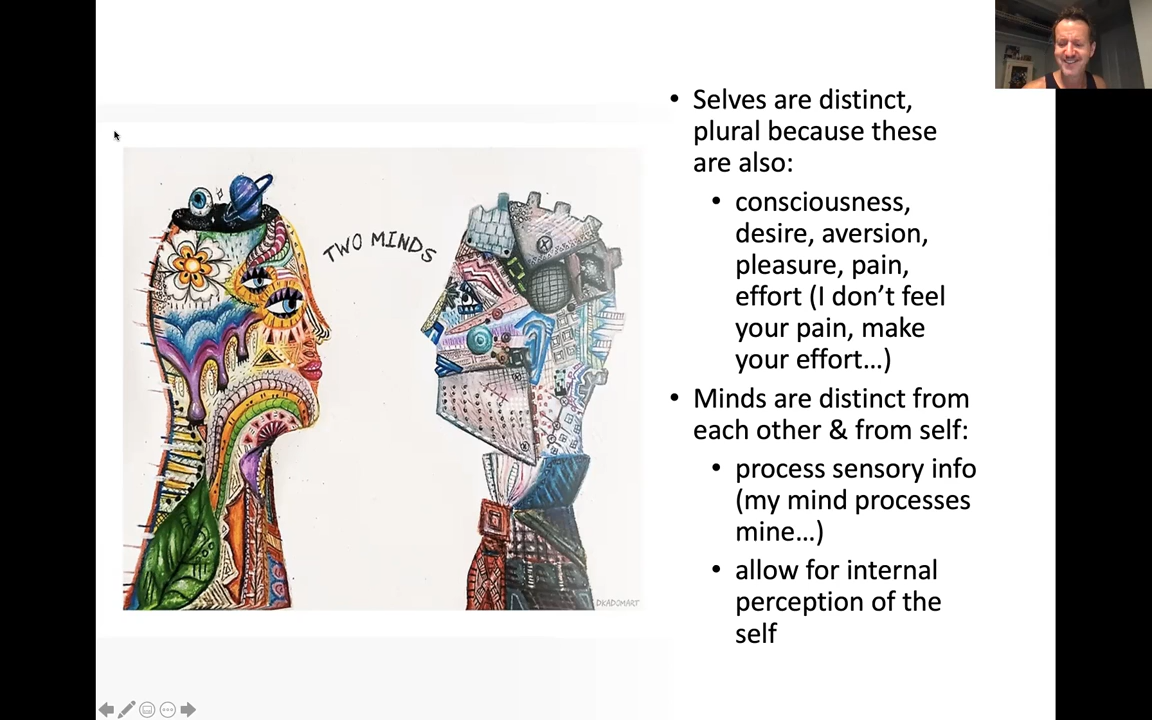 TWO MINDS
DKADOMART
• Selves are distinct,
plural because these
are also:
• consciousness,
desire, aversion,
pleasure, pain,
effort (I don’t feel
your pain, make
your effort…)
• Minds are distinct from
each other & from self:
• process sensory info
(my mind processes
mine…)
• allow for internal
perception of the
self